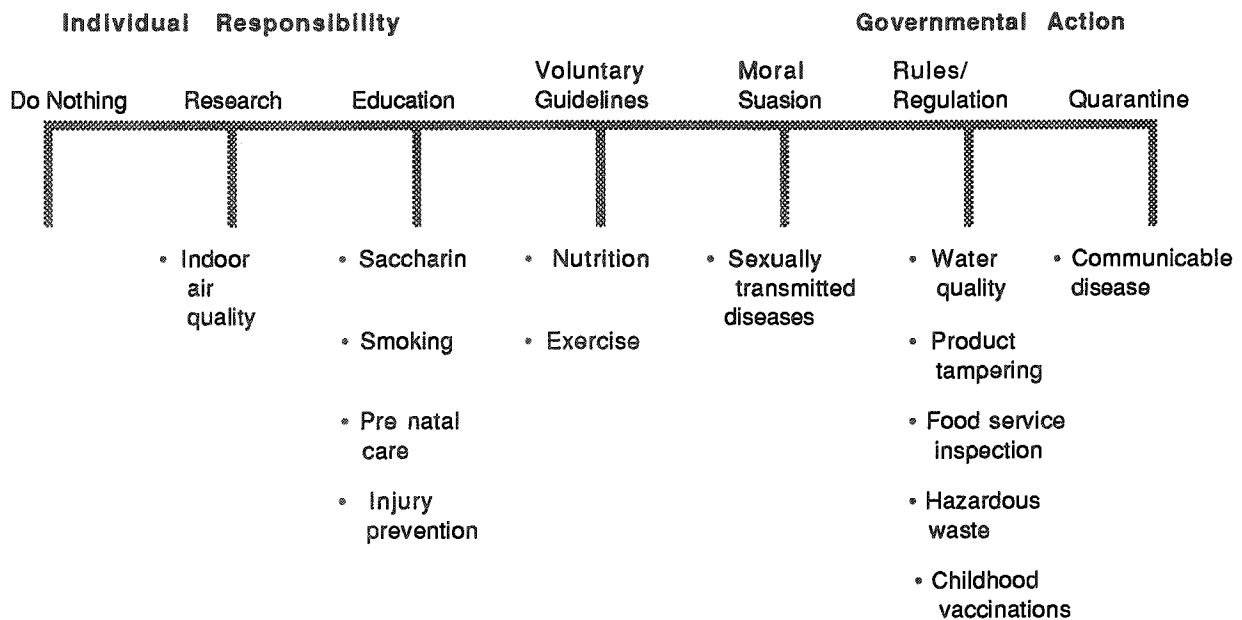 Individual Responsibility
Governmental Action
Do Nothing
Research
Education
Voluntary
Guidelines
Moral
Suasion
Rules/
Regulation
Quarantine
• Indoor
air
quality
• Saccharin
• Smoking
• Pre natal
care
• Injury
prevention
• Nutrition
• Exercise
• Sexually
transmitted
diseases
• Water
quality
• Product
tampering
• Food service
inspection
• Hazardous
waste
• Childhood
vaccinations
• Communicable
disease